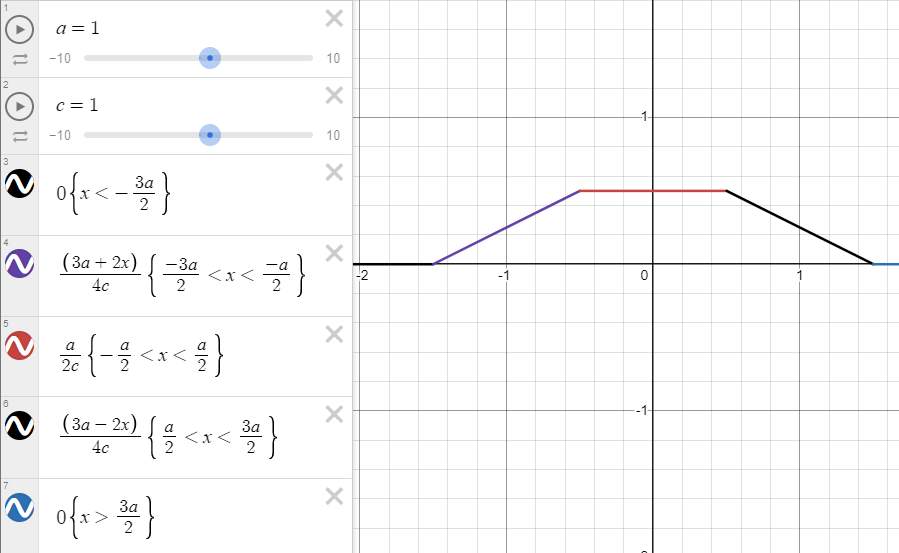 1
a = 1
-10 10
2
c = 1
-10 10
3
0{x < -3a/2}
4
(3a + 2x)/4c {-3a/2 < x < -a/2}
5
a/2c {-a/2 < x < a/2}
6
(3a - 2x)/4c {a/2 < x < 3a/2}
7
0{x > 3a/2}
1
-2 -1 0 1
-1